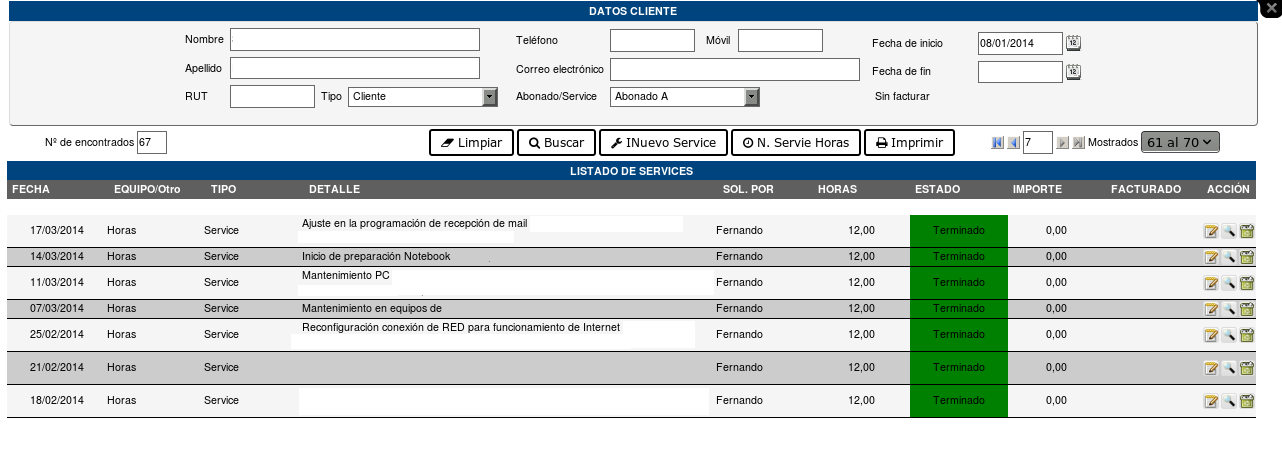 DATOS CLIENTE
Nombre Teléfono Móvil Fecha de inicio 08/01/2014
Apellido Correo electrónico Fecha de fin
RUT Tipo Cliente Abonado/Service Abonado A Sin facturar
Nº de encontrados 67 Limpiar Buscar INuevo Service N. Servie Horas Imprimir 7 Mostrados 61 al 70
LISTADO DE SERVICES
FECHA EQUIPO/Otro TIPO DETALLE SOL. POR HORAS ESTADO IMPORTE FACTURADO ACCIÓN
17/03/2014 Horas Service Ajuste en la programación de recepción de mail Fernando 12,00 Terminado 0,00
14/03/2014 Horas Service Inicio de preparación Notebook Fernando 12,00 Terminado 0,00
11/03/2014 Horas Service Mantenimiento PC Fernando 12,00 Terminado 0,00
07/03/2014 Horas Service Mantenimiento en equipos de Fernando 12,00 Terminado 0,00
25/02/2014 Horas Service Reconfiguración conexión de RED para funcionamiento de Internet Fernando 12,00 Terminado 0,00
21/02/2014 Horas Service Fernando 12,00 Terminado 0,00
18/02/2014 Horas Service Fernando 12,00 Terminado 0,00